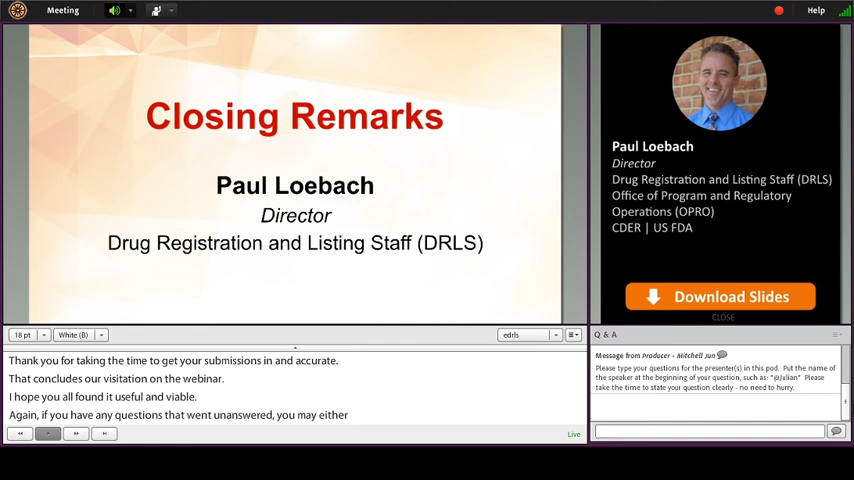 Meeting
Help
Closing Remarks
Paul Loebach
Director
Drug Registration and Listing Staff (DRLS)
Paul Loebach
Director
Drug Registration and Listing Staff (DRLS)
Office of Program and Regulatory
Operations (OPRO)
CDER | US FDA
Download Slides
CLOSE
18 pt
White (B)
edrls
Thank you for taking the time to get your submissions in and accurate.
That concludes our visitation on the webinar.
I hope you all found it useful and viable.
Again, if you have any questions that went unanswered, you may either
Live
Q & A
Message from Producer - Mitchell Jun
Please type your questions for the presenter(s) in this pod. Put the name of
the speaker at the beginning of your question, such as: "@Julian" Please
take the time to state your question clearly - no need to hurry.